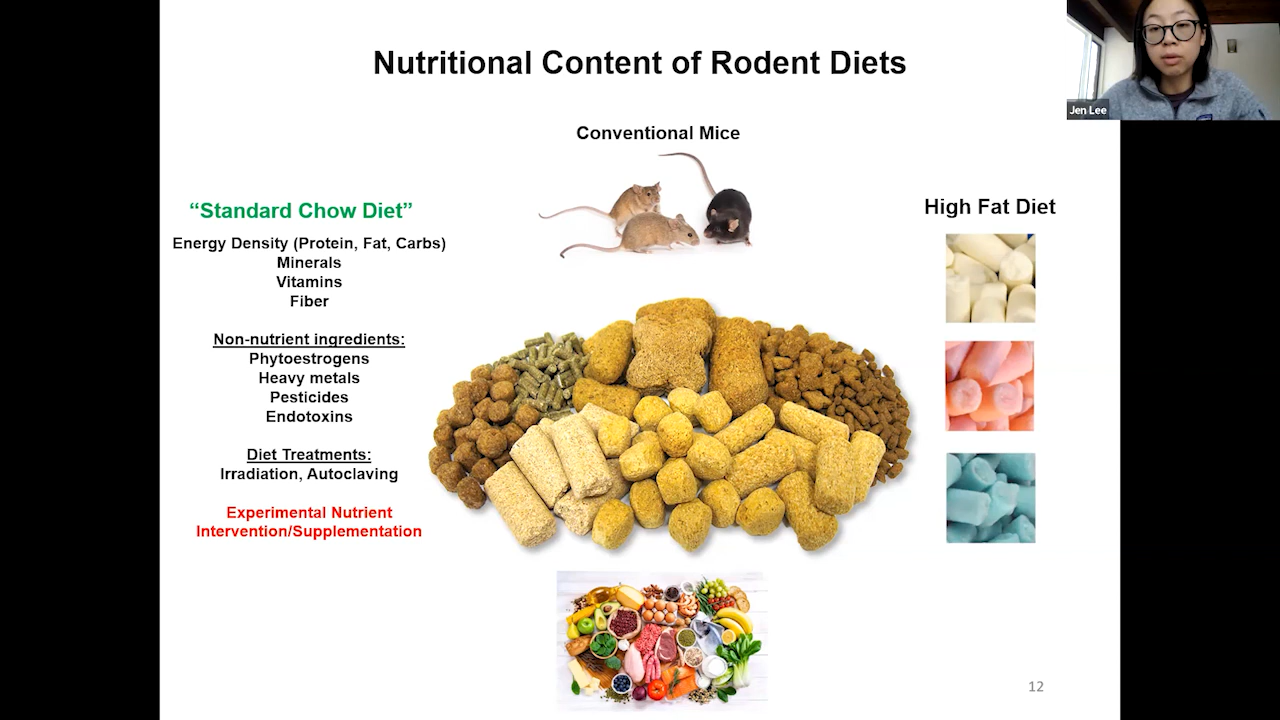 Nutritional Content of Rodent Diets
Jen Lee
Conventional Mice
“Standard Chow Diet”
Energy Density (Protein, Fat, Carbs)
Minerals
Vitamins
Fiber
Non-nutrient ingredients:
Phytoestrogens
Heavy metals
Pesticides
Endotoxins
Diet Treatments:
Irradiation, Autoclaving
Experimental Nutrient
Intervention/Supplementation
High Fat Diet
12